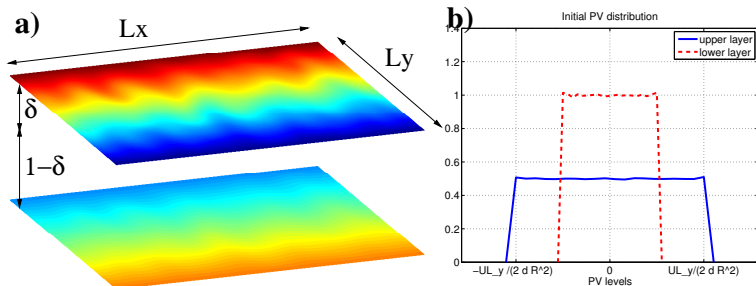 a)
Lx
Ly
δ
1−δ
b)
Initial PV distribution
1.4
1.2
1
0.8
0.6
0.4
0.2
0
upper layer
lower layer
−UL_y /(2 d R^2)
0
UL_y/(2 d R^2)
PV levels